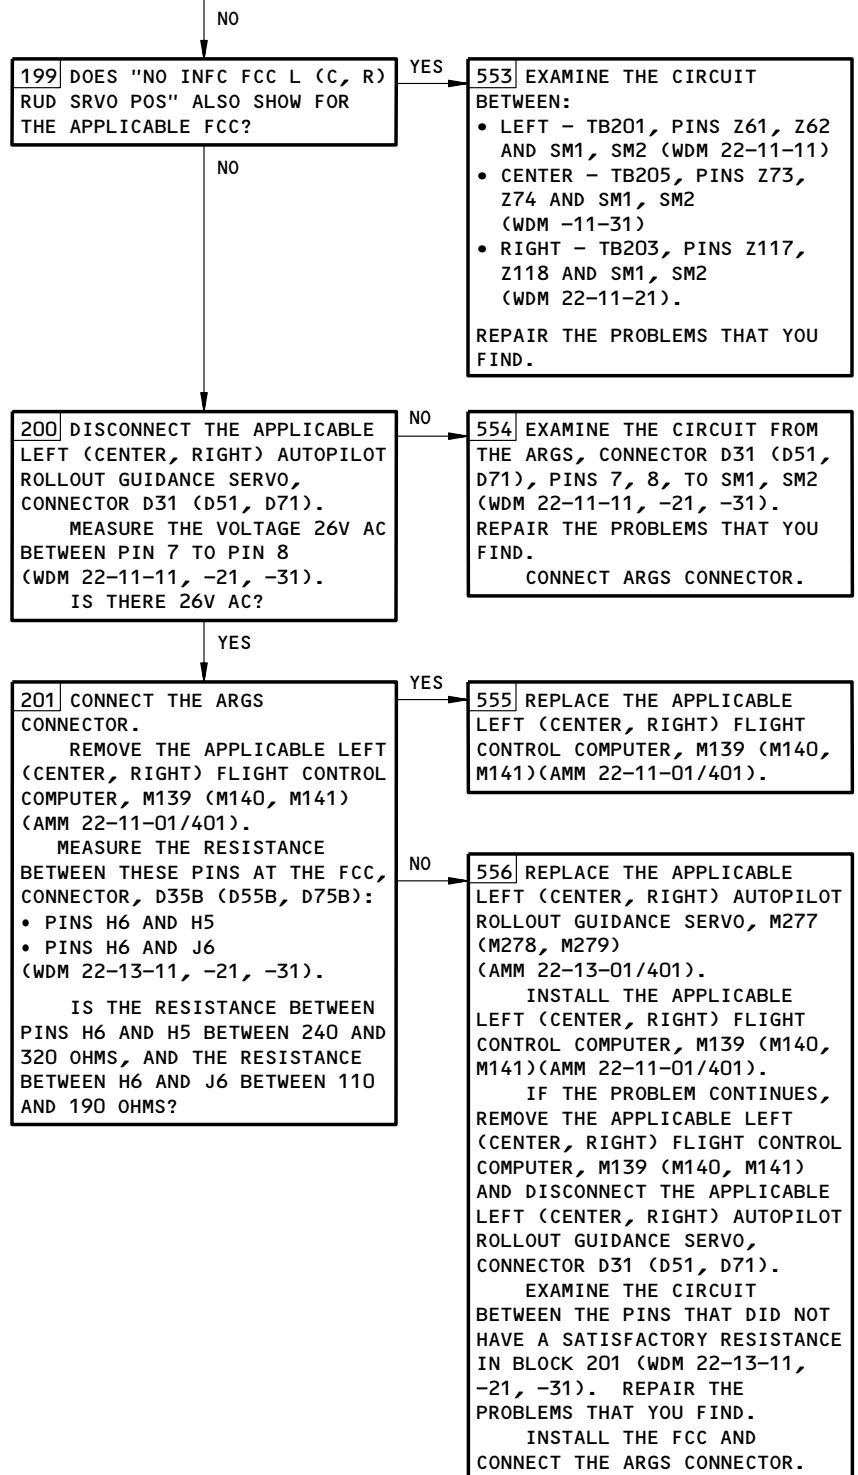 NO
199 DOES "NO INFC FCC L (C, R)
RUD SRVO POS" ALSO SHOW FOR
THE APPLICABLE FCC?
YES
553 EXAMINE THE CIRCUIT
BETWEEN:
• LEFT – TB201, PINS Z61, Z62
AND SM1, SM2 (WDM 22–11–11)
• CENTER – TB205, PINS Z73,
Z74 AND SM1, SM2
(WDM –11–31)
• RIGHT – TB203, PINS Z117,
Z118 AND SM1, SM2
(WDM 22–11–21).
REPAIR THE PROBLEMS THAT YOU
FIND.
NO
200 DISCONNECT THE APPLICABLE
LEFT (CENTER, RIGHT) AUTOPILOT
ROLLOUT GUIDANCE SERVO,
CONNECTOR D31 (D51, D71).
MEASURE THE VOLTAGE 26V AC
BETWEEN PIN 7 TO PIN 8
(WDM 22–11–11, –21, –31).
IS THERE 26V AC?
NO
554 EXAMINE THE CIRCUIT FROM
THE ARGS, CONNECTOR D31 (D51,
D71), PINS 7, 8, TO SM1, SM2
(WDM 22–11–11, –21, –31).
REPAIR THE PROBLEMS THAT YOU
FIND.
CONNECT ARGS CONNECTOR.
YES
201 CONNECT THE ARGS
CONNECTOR.
REMOVE THE APPLICABLE LEFT
(CENTER, RIGHT) FLIGHT CONTROL
COMPUTER, M139 (M140, M141)
(AMM 22–11–01/401).
MEASURE THE RESISTANCE
BETWEEN THESE PINS AT THE FCC,
CONNECTOR, D35B (D55B, D75B):
• PINS H6 AND H5
• PINS H6 AND J6
(WDM 22–13–11, –21, –31).
IS THE RESISTANCE BETWEEN
PINS H6 AND H5 BETWEEN 240 AND
320 OHMS, AND THE RESISTANCE
BETWEEN H6 AND J6 BETWEEN 110
AND 190 OHMS?
YES
555 REPLACE THE APPLICABLE
LEFT (CENTER, RIGHT) FLIGHT
CONTROL COMPUTER, M139 (M140,
M141)(AMM 22–11–01/401).
NO
556 REPLACE THE APPLICABLE
LEFT (CENTER, RIGHT) AUTOPILOT
ROLLOUT GUIDANCE SERVO, M277
(M278, M279)
(AMM 22–13–01/401).
INSTALL THE APPLICABLE
LEFT (CENTER, RIGHT) FLIGHT
CONTROL COMPUTER, M139 (M140,
M141)(AMM 22–11–01/401).
IF THE PROBLEM CONTINUES,
REMOVE THE APPLICABLE LEFT
(CENTER, RIGHT) FLIGHT CONTROL
COMPUTER, M139 (M140, M141)
AND DISCONNECT THE APPLICABLE
LEFT (CENTER, RIGHT) AUTOPILOT
ROLLOUT GUIDANCE SERVO,
CONNECTOR D31 (D51, D71).
EXAMINE THE CIRCUIT
BETWEEN THE PINS THAT DID NOT
HAVE A SATISFACTORY RESISTANCE
IN BLOCK 201 (WDM 22–13–11,
–21, –31).  REPAIR THE
PROBLEMS THAT YOU FIND.
INSTALL THE FCC AND
CONNECT THE ARGS CONNECTOR.